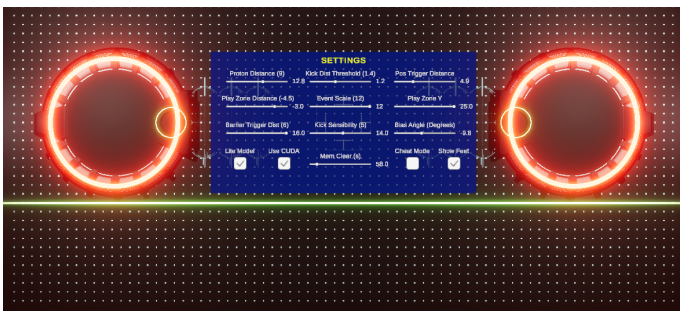 SETTINGS
Proton Distance (9) Kick Dist Threshold (1.4) Pos Trigger Distance
12.8 1.2 4.9
Play Zone Distance (-4.5) Event Scale (12) Play Zone Y
-3.0 12 25.0
Barrier Trigger Dist (6) Kick Sensibility (5) Bias Angle (Degrees)
16.0 14.0 -9.8
Lite Model Use CUDA Mem Clear (s) Cheat Mode Show Feat
58.0